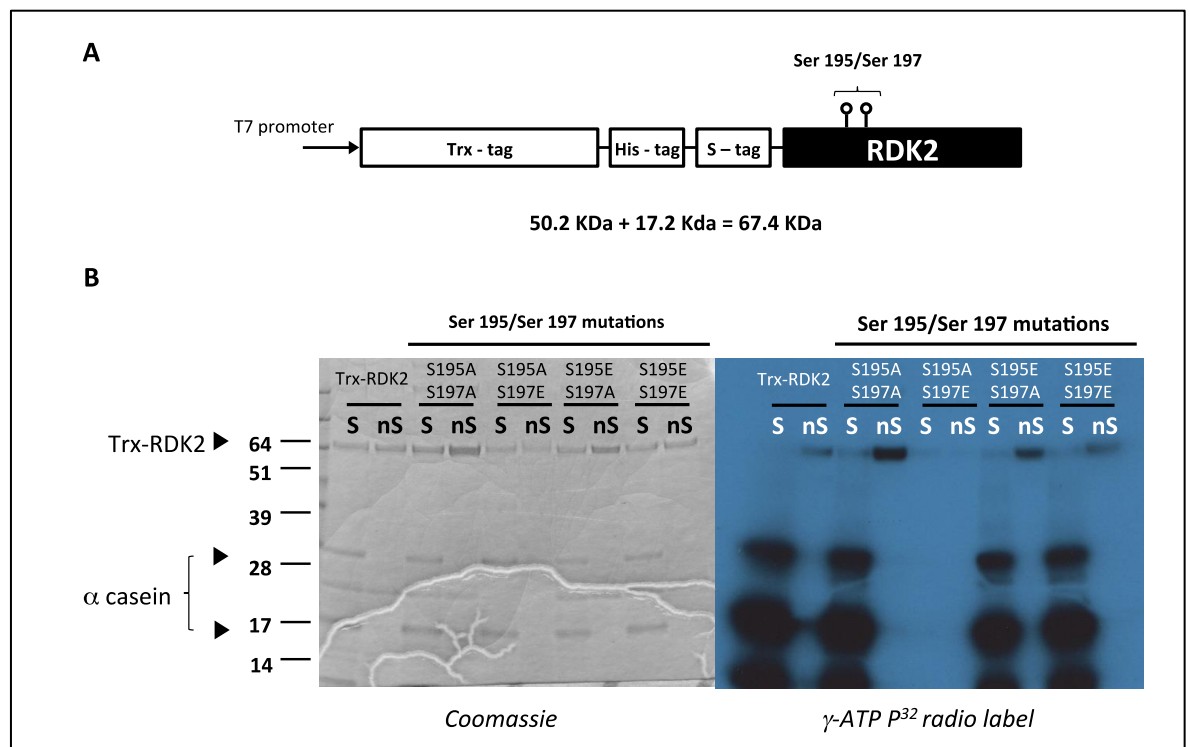 A
Ser 195/Ser 197
T7 promoter
Trx - tag
His - tag
S – tag
RDK2
50.2 KDa + 17.2 Kda = 67.4 KDa
B
Ser 195/Ser 197 mutations
Ser 195/Ser 197 mutations
Trx-RDK2
S195A
S197A
S195A
S197E
S195E
S197A
S195E
S197E
S nS S nS S nS S nS S nS
Trx-RDK2
S195A
S197A
S195A
S197E
S195E
S197A
S195E
S197E
S nS S nS S nS S nS S nS
Trx-RDK2
64
51
39
28
α casein
17
14
Coomassie
γ-ATP P32 radio label